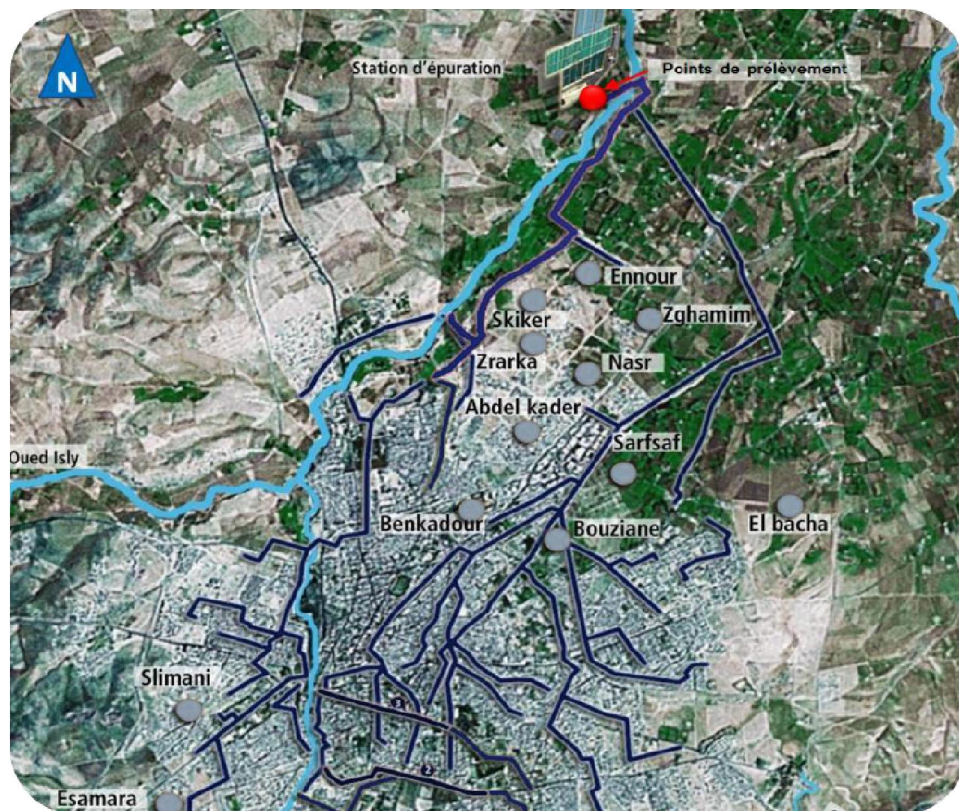 N
Station d'épuration
Points de prélèvement
Ennour
Skiker
Zghamim
Zrarka
Nasr
Abdel kader
Sarfsaf
Oued Isly
Benkadour
Bouziane
El bacha
Slimani
2
Esamara